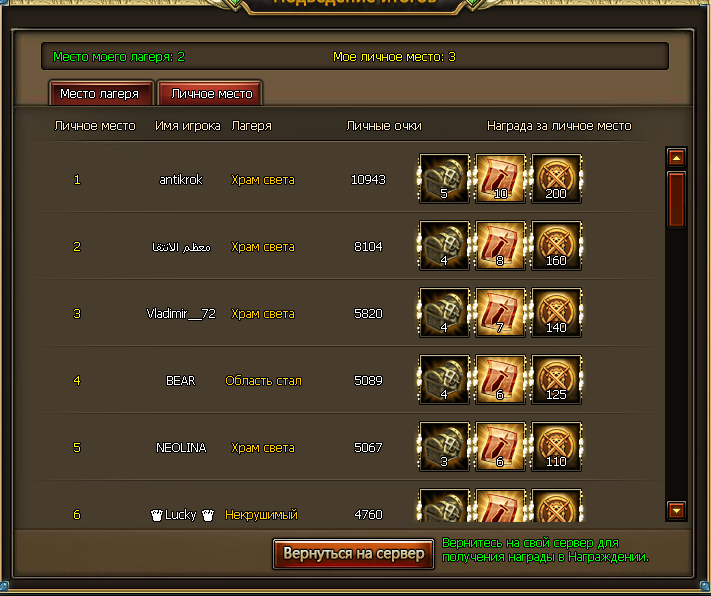 Подведение итогов
Место моего лагеря: 2 Мое личное место: 3
Место лагеря Личное место
Личное место Имя игрока Лагеря Личные очки Награда за личное место
1 antikrok Храм света 10943 5 10 200
2 معظم الانتقا Храм света 8104 4 8 160
3 Vladimir__72 Храм света 5820 4 7 140
4 BEAR Область стал 5089 4 6 125
5 NEOLINA Храм света 5067 3 6 110
6 Lucky Некрушимый 4760
Вернуться на сервер
Вернитесь на свой сервер для
получения награды в Награждении.